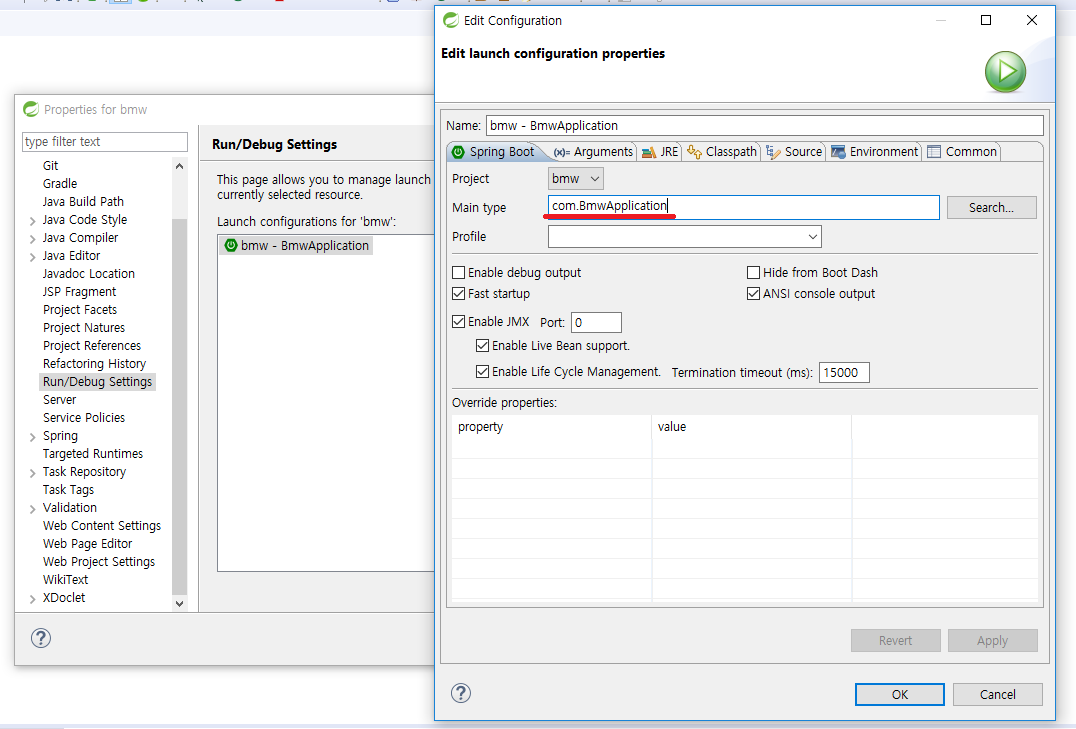 Properties for bmw
type filter text
Git
Gradle
Java Build Path
Java Code Style
Java Compiler
Java Editor
Javadoc Location
JSP Fragment
Project Facets
Project Natures
Project References
Refactoring History
Run/Debug Settings
Server
Service Policies
Spring
Targeted Runtimes
Task Repository
Task Tags
Validation
Web Content Settings
Web Page Editor
Web Project Settings
WikiText
XDoclet
Run/Debug Settings
This page allows you to manage launch
currently selected resource.
Launch configurations for 'bmw':
bmw - BmwApplication
Edit Configuration
Edit launch configuration properties
Name: bmw - BmwApplication
Spring Boot (x)= Arguments JRE Classpath Source Environment Common
Project bmw
Main type com.BmwApplication Search...
Profile
Enable debug output Hide from Boot Dash
Fast startup ANSI console output
Enable JMX Port: 0
Enable Live Bean support.
Enable Life Cycle Management. Termination timeout (ms): 15000
Override properties:
property value
Revert Apply
OK Cancel